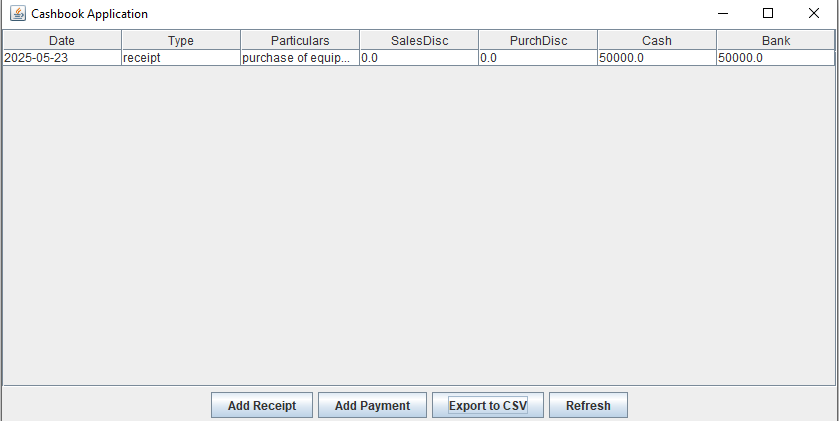 Cashbook Application
Date Type Particulars SalesDisc PurchDisc Cash Bank
2025-05-23 receipt purchase of equip... 0.0 0.0 50000.0 50000.0
Add Receipt Add Payment Export to CSV Refresh